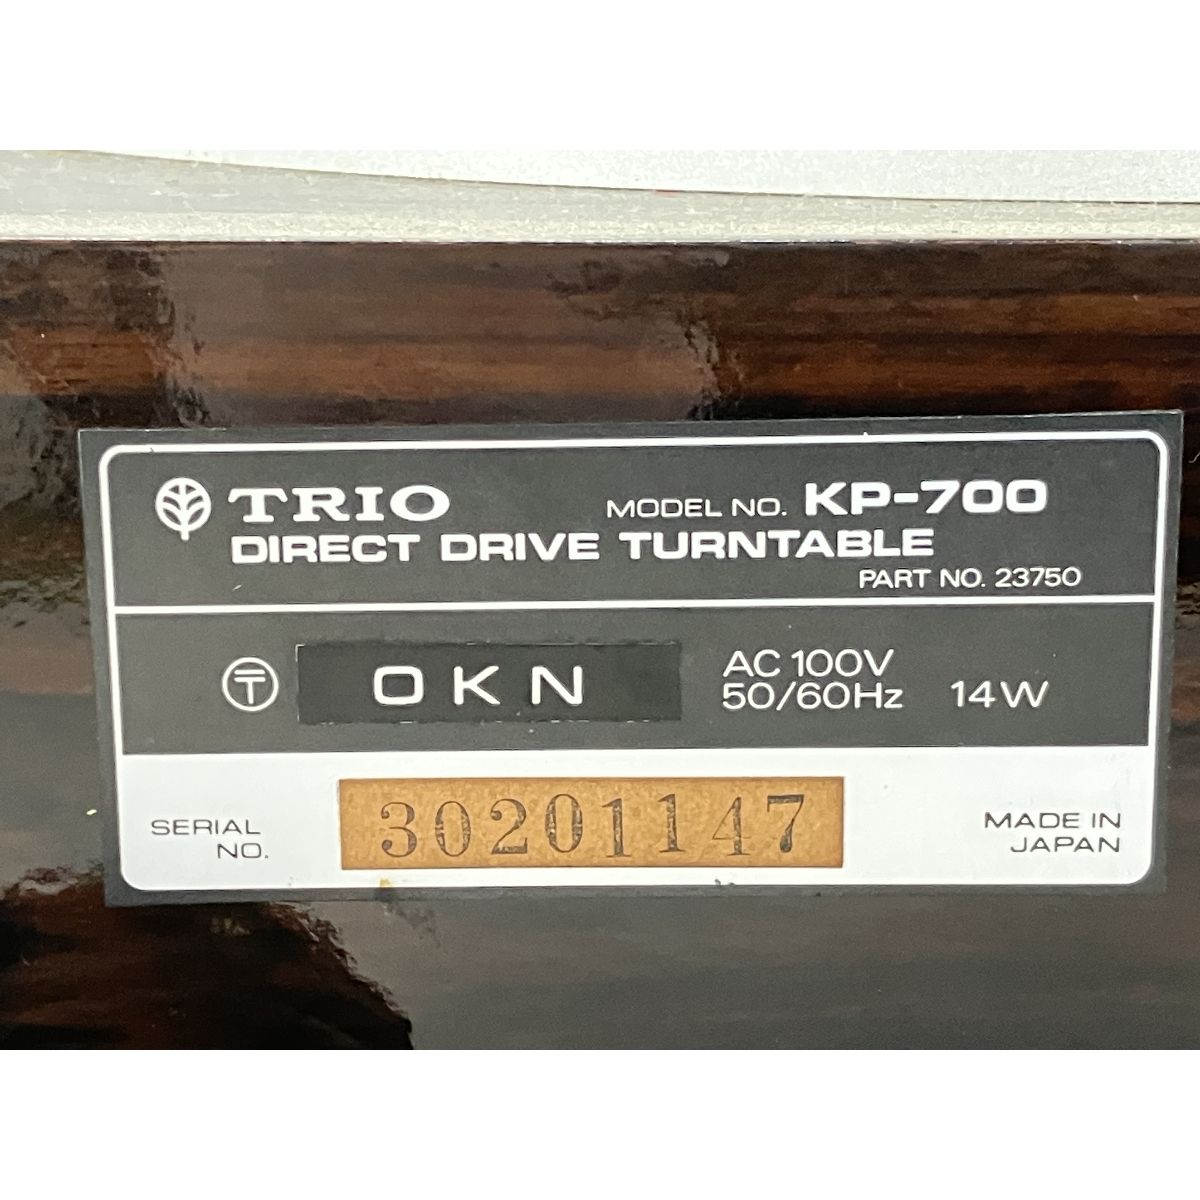 TRIO MODEL NO. KP-700
DIRECT DRIVE TURNTABLE
PART NO. 23750
〒 OKN AC 100V
50/60Hz 14W
SERIAL NO. 30201147 MADE IN JAPAN